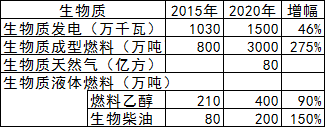 生物质 2015年 2020年 增幅
生物质发电（万千瓦） 1030 1500 46%
生物质成型燃料（万吨 800 3000 275%
生物质天然气（亿方） 80
生物质液体燃料（万吨）
燃料乙醇 210 400 90%
生物柴油 80 200 150%